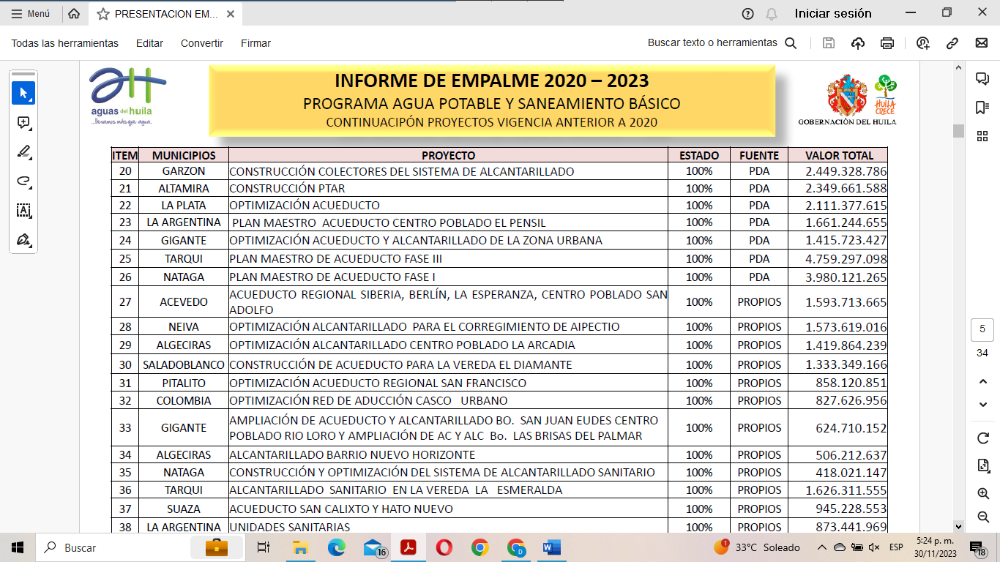 Menú
PRESENTACION EM...
Iniciar sesión
Todas las herramientas Editar Convertir Firmar
Buscar texto o herramientas
aguas del huila
...llevamos más que agua.
INFORME DE EMPALME 2020 – 2023
PROGRAMA AGUA POTABLE Y SANEAMIENTO BÁSICO
CONTINUACIPÓN PROYECTOS VIGENCIA ANTERIOR A 2020
HUILA
CRECE
GOBERNACIÓN DEL HUILA
ITEM MUNICIPIOS PROYECTO ESTADO FUENTE VALOR TOTAL
20 GARZON CONSTRUCCIÓN COLECTORES DEL SISTEMA DE ALCANTARILLADO 100% PDA 2.449.328.786
21 ALTAMIRA CONSTRUCCIÓN PTAR 100% PDA 2.349.661.588
22 LA PLATA OPTIMIZACIÓN ACUEDUCTO 100% PDA 2.111.377.615
23 LA ARGENTINA PLAN MAESTRO ACUEDUCTO CENTRO POBLADO EL PENSIL 100% PDA 1.661.244.655
24 GIGANTE OPTIMIZACIÓN ACUEDUCTO Y ALCANTARILLADO DE LA ZONA URBANA 100% PDA 1.415.723.427
25 TARQUI PLAN MAESTRO DE ACUEDUCTO FASE III 100% PDA 4.759.297.098
26 NATAGA PLAN MAESTRO DE ACUEDUCTO FASE I 100% PDA 3.980.121.265
27 ACEVEDO ACUEDUCTO REGIONAL SIBERIA, BERLÍN, LA ESPERANZA, CENTRO POBLADO SAN
ADOLFO 100% PROPIOS 1.593.713.665
28 NEIVA OPTIMIZACIÓN ALCANTARILLADO PARA EL CORREGIMIENTO DE AIPECTIO 100% PROPIOS 1.573.619.016
29 ALGECIRAS OPTIMIZACIÓN ALCANTARILLADO CENTRO POBLADO LA ARCADIA 100% PROPIOS 1.419.864.239
30 SALADOBLANCO CONSTRUCCIÓN DE ACUEDUCTO PARA LA VEREDA EL DIAMANTE 100% PROPIOS 1.333.349.166
31 PITALITO OPTIMIZACIÓN ACUEDUCTO REGIONAL SAN FRANCISCO 100% PROPIOS 858.120.851
32 COLOMBIA OPTIMIZACIÓN RED DE ADUCCIÓN CASCO URBANO 100% PROPIOS 827.626.956
33 GIGANTE AMPLIACIÓN DE ACUEDUCTO Y ALCANTARILLADO BO. SAN JUAN EUDES CENTRO
POBLADO RIO LORO Y AMPLIACIÓN DE AC Y ALC Bo. LAS BRISAS DEL PALMAR 100% PROPIOS 624.710.152
34 ALGECIRAS ALCANTARILLADO BARRIO NUEVO HORIZONTE 100% PROPIOS 506.212.637
35 NATAGA CONSTRUCCIÓN Y OPTIMIZACIÓN DEL SISTEMA DE ALCANTARILLADO SANITARIO 100% PROPIOS 418.021.147
36 TARQUI ALCANTARILLADO SANITARIO EN LA VEREDA LA ESMERALDA 100% PROPIOS 1.626.311.555
37 SUAZA ACUEDUCTO SAN CALIXTO Y HATO NUEVO 100% PROPIOS 945.228.553
38 LA ARGENTINA UNIDADES SANITARIAS 100% PROPIOS 873.441.969
5
34
Buscar
16
D
1
33°C Soleado
ESP
5:24 p. m.
30/11/2023
18